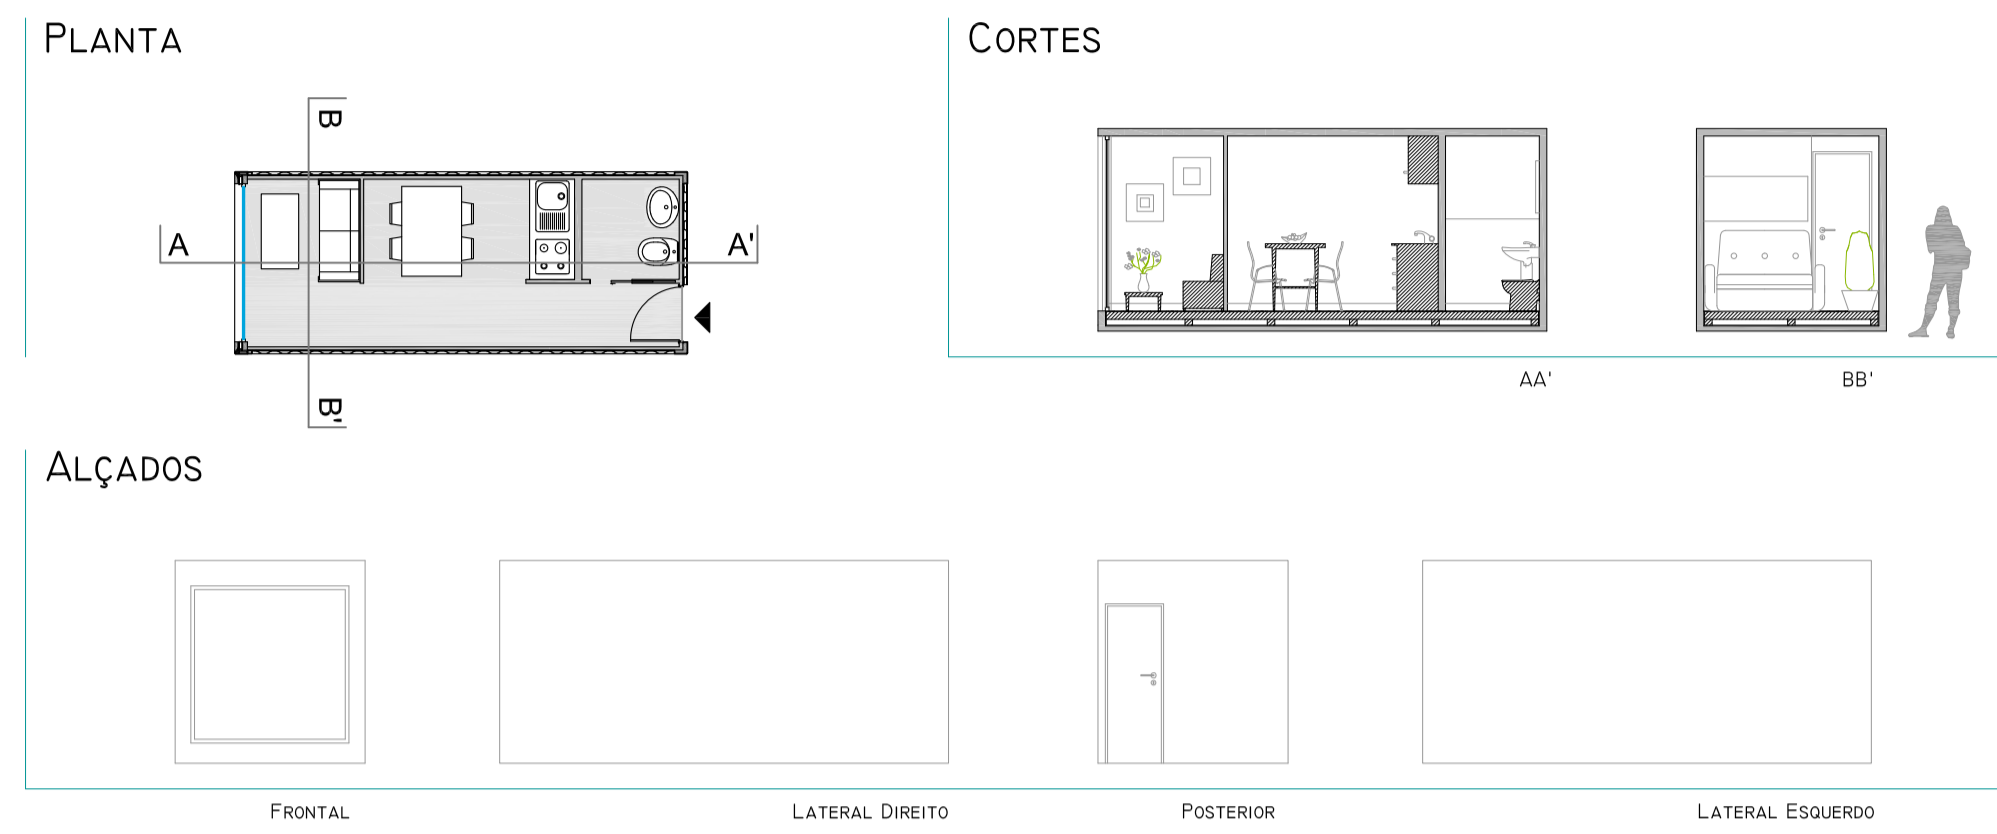 PLANTA
CORTES
B
A
A'
B'
AA'
BB'
ALÇADOS
FRONTAL
LATERAL DIREITO
POSTERIOR
LATERAL ESQUERDO